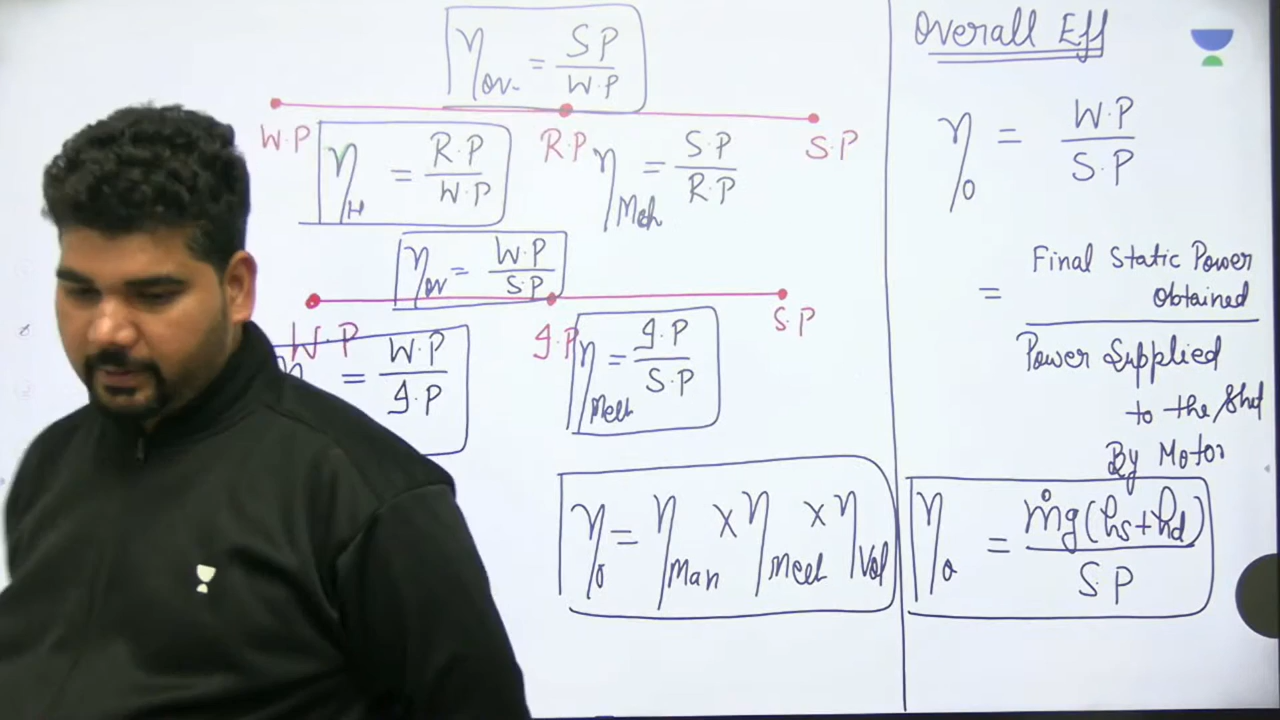 η_ov. = S.P / W.P
W.P R.P S.P
η_H = R.P / W.P
η_Mech = S.P / R.P
η_ov = W.P / S.P
W.P I.P S.P
= W.P / I.P
η_Mech = I.P / S.P
η_o = η_Man × η_Mech × η_Vol
Overall Eff
η_o = W.P / S.P
= Final Static Power
Obtained
Power Supplied
to the
By Motor
η_o = ṁg(hs+hd) / S.P